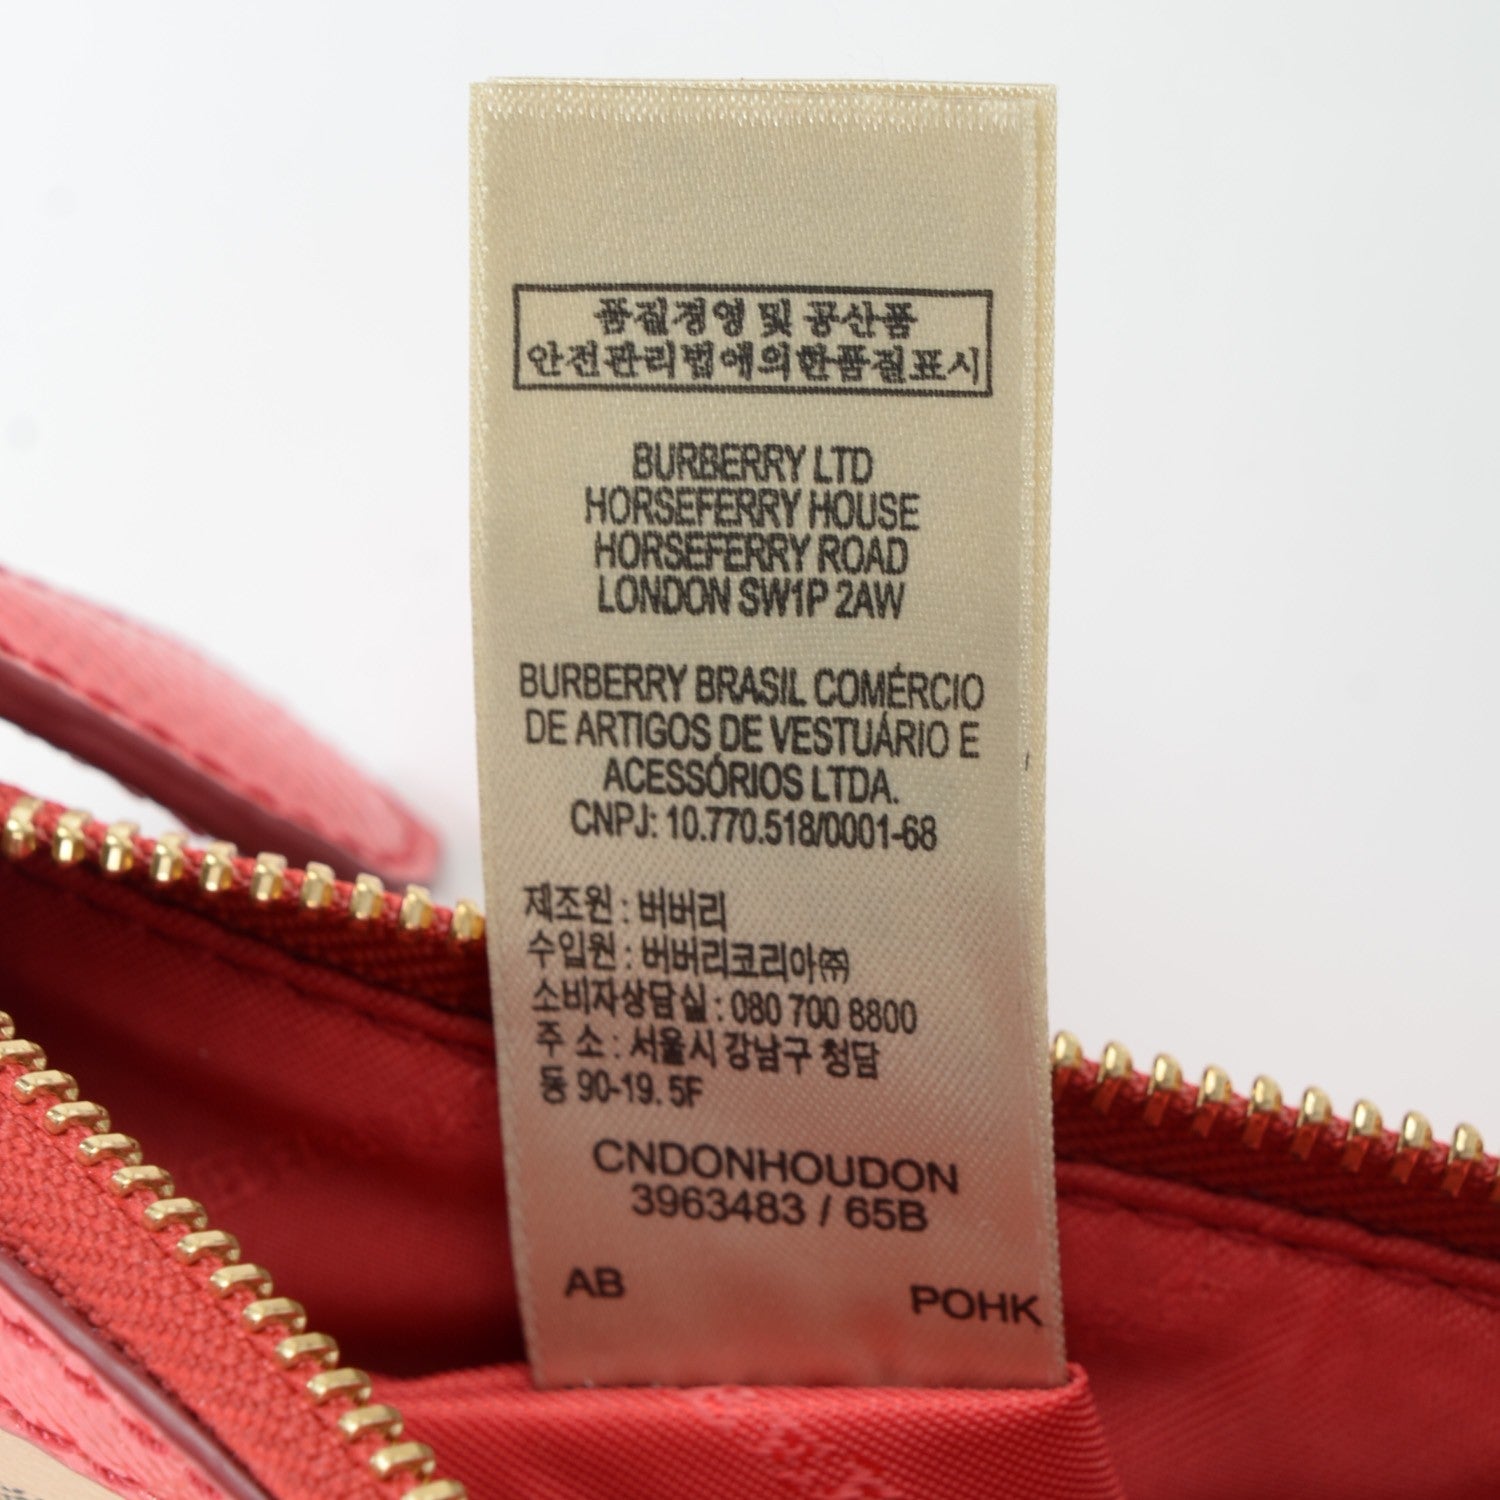 품질경영 및 공산품
안전관리법에의한품질표시
BURBERRY LTD
HORSEFERRY HOUSE
HORSEFERRY ROAD
LONDON SW1P 2AW
BURBERRY BRASIL COMÉRCIO
DE ARTIGOS DE VESTUÁRIO E
ACESSÓRIOS LTDA.
CNPJ: 10.770.518/0001-68
제조원 : 버버리
수입원 : 버버리코리아㈜
소비자상담실 : 080 700 8800
주 소 : 서울시 강남구 청담
동 90-19. 5F
CNDONHOUDON
3963483 / 65B
AB POHK